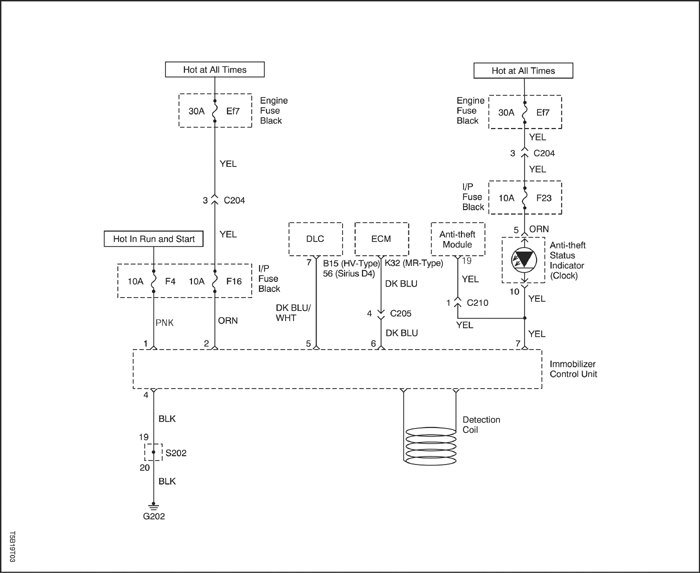 Hot at All Times
Hot at All Times
30A Ef7
Engine
Fuse
Black
Engine
Fuse
Black
30A Ef7
YEL
3 C204
YEL
YEL
3 C204
YEL
I/P
Fuse
Black
10A F23
Hot In Run and Start
10A F4
10A F16
I/P
Fuse
Black
DLC
ECM
Anti-theft
Module
5 ORN
Anti-theft
Status
Indicator
(Clock)
7
B15 (HV-Type)
56 (Sirius D4)
K32 (MR-Type)
19
YEL
10
YEL
DK BLU
1 C210
YEL
DK BLU/
WHT
4 C205
DK BLU
YEL
PNK
ORN
1
2
5
6
7
Immobilizer
Control Unit
4
BLK
19
S202
20
BLK
G202
Detection
Coil
T5B19T03